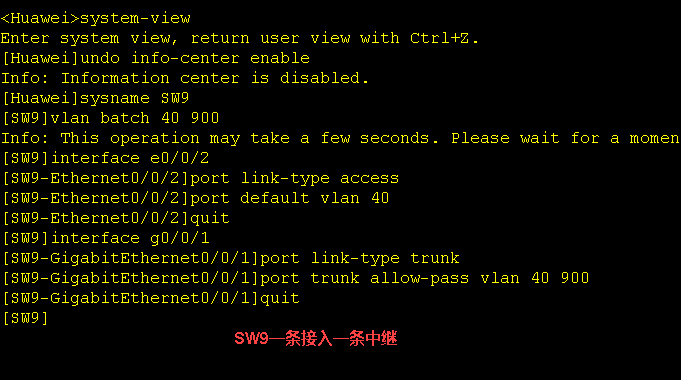 <Huawei>system-view
Enter system view, return user view with Ctrl+Z.
[Huawei]undo info-center enable
Info: Information center is disabled.
[Huawei]sysname SW9
[SW9]vlan batch 40 900
Info: This operation may take a few seconds. Please wait for a momen
[SW9]interface e0/0/2
[SW9-Ethernet0/0/2]port link-type access
[SW9-Ethernet0/0/2]port default vlan 40
[SW9-Ethernet0/0/2]quit
[SW9]interface g0/0/1
[SW9-GigabitEthernet0/0/1]port link-type trunk
[SW9-GigabitEthernet0/0/1]port trunk allow-pass vlan 40 900
[SW9-GigabitEthernet0/0/1]quit
[SW9]
SW9一条接入一条中继